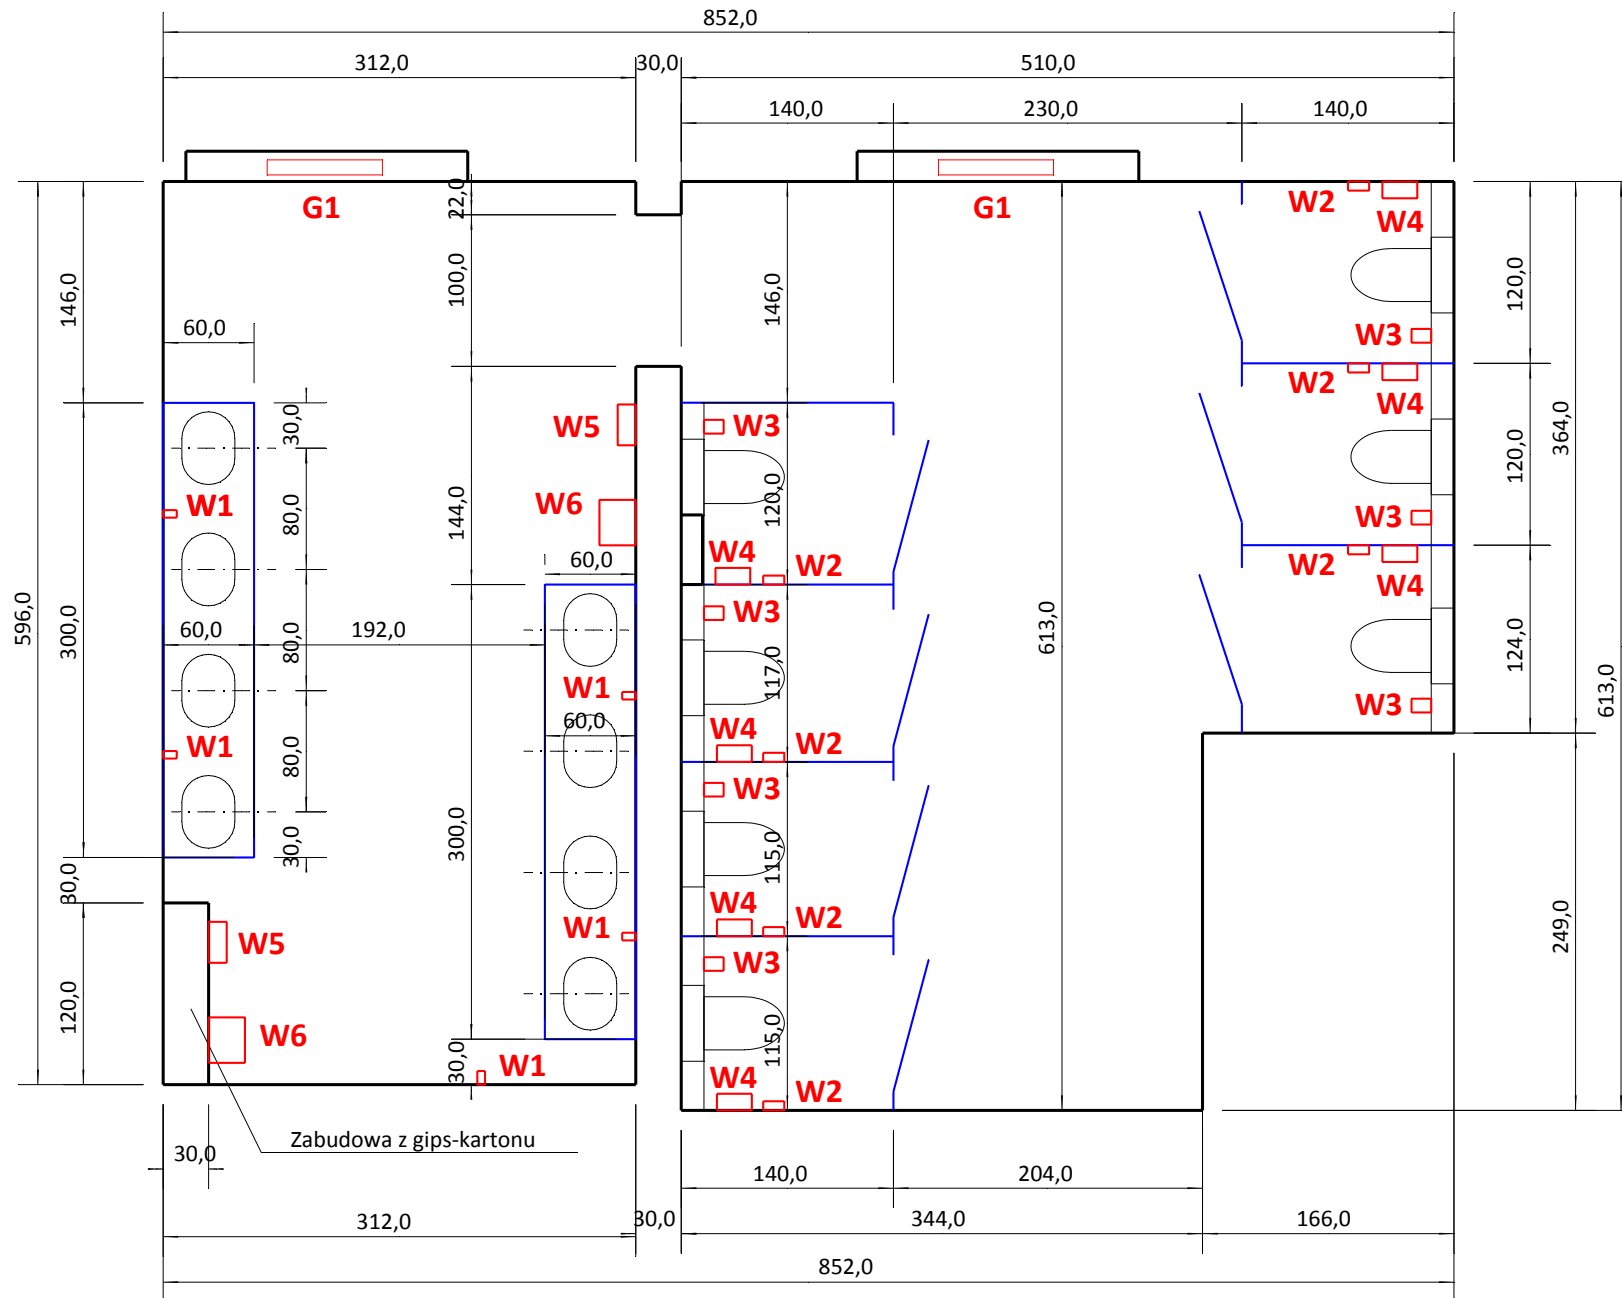 852,0
312,0
30,0
510,0
140,0
230,0
140,0
G1
22,0
G1
W2
W4
146,0
100,0
146,0
120,0
60,0
W3
W2
W4
30,0
W5
W3
364,0
596,0
300,0
W1
80,0
144,0
W6
120,0
120,0
W3
W4
W2
60,0
W2
W4
60,0
192,0
80,0
W3
613,0
124,0
613,0
W1
117,0
60,0
W3
W1
80,0
W4
W2
W3
30,0
300,0
115,0
30,0
W1
W4
W2
249,0
W5
W3
120,0
W6
30,0
W1
115,0
W4
W2
Zabudowa z gips-kartonu
30,0
140,0
204,0
312,0
30,0
344,0
166,0
852,0